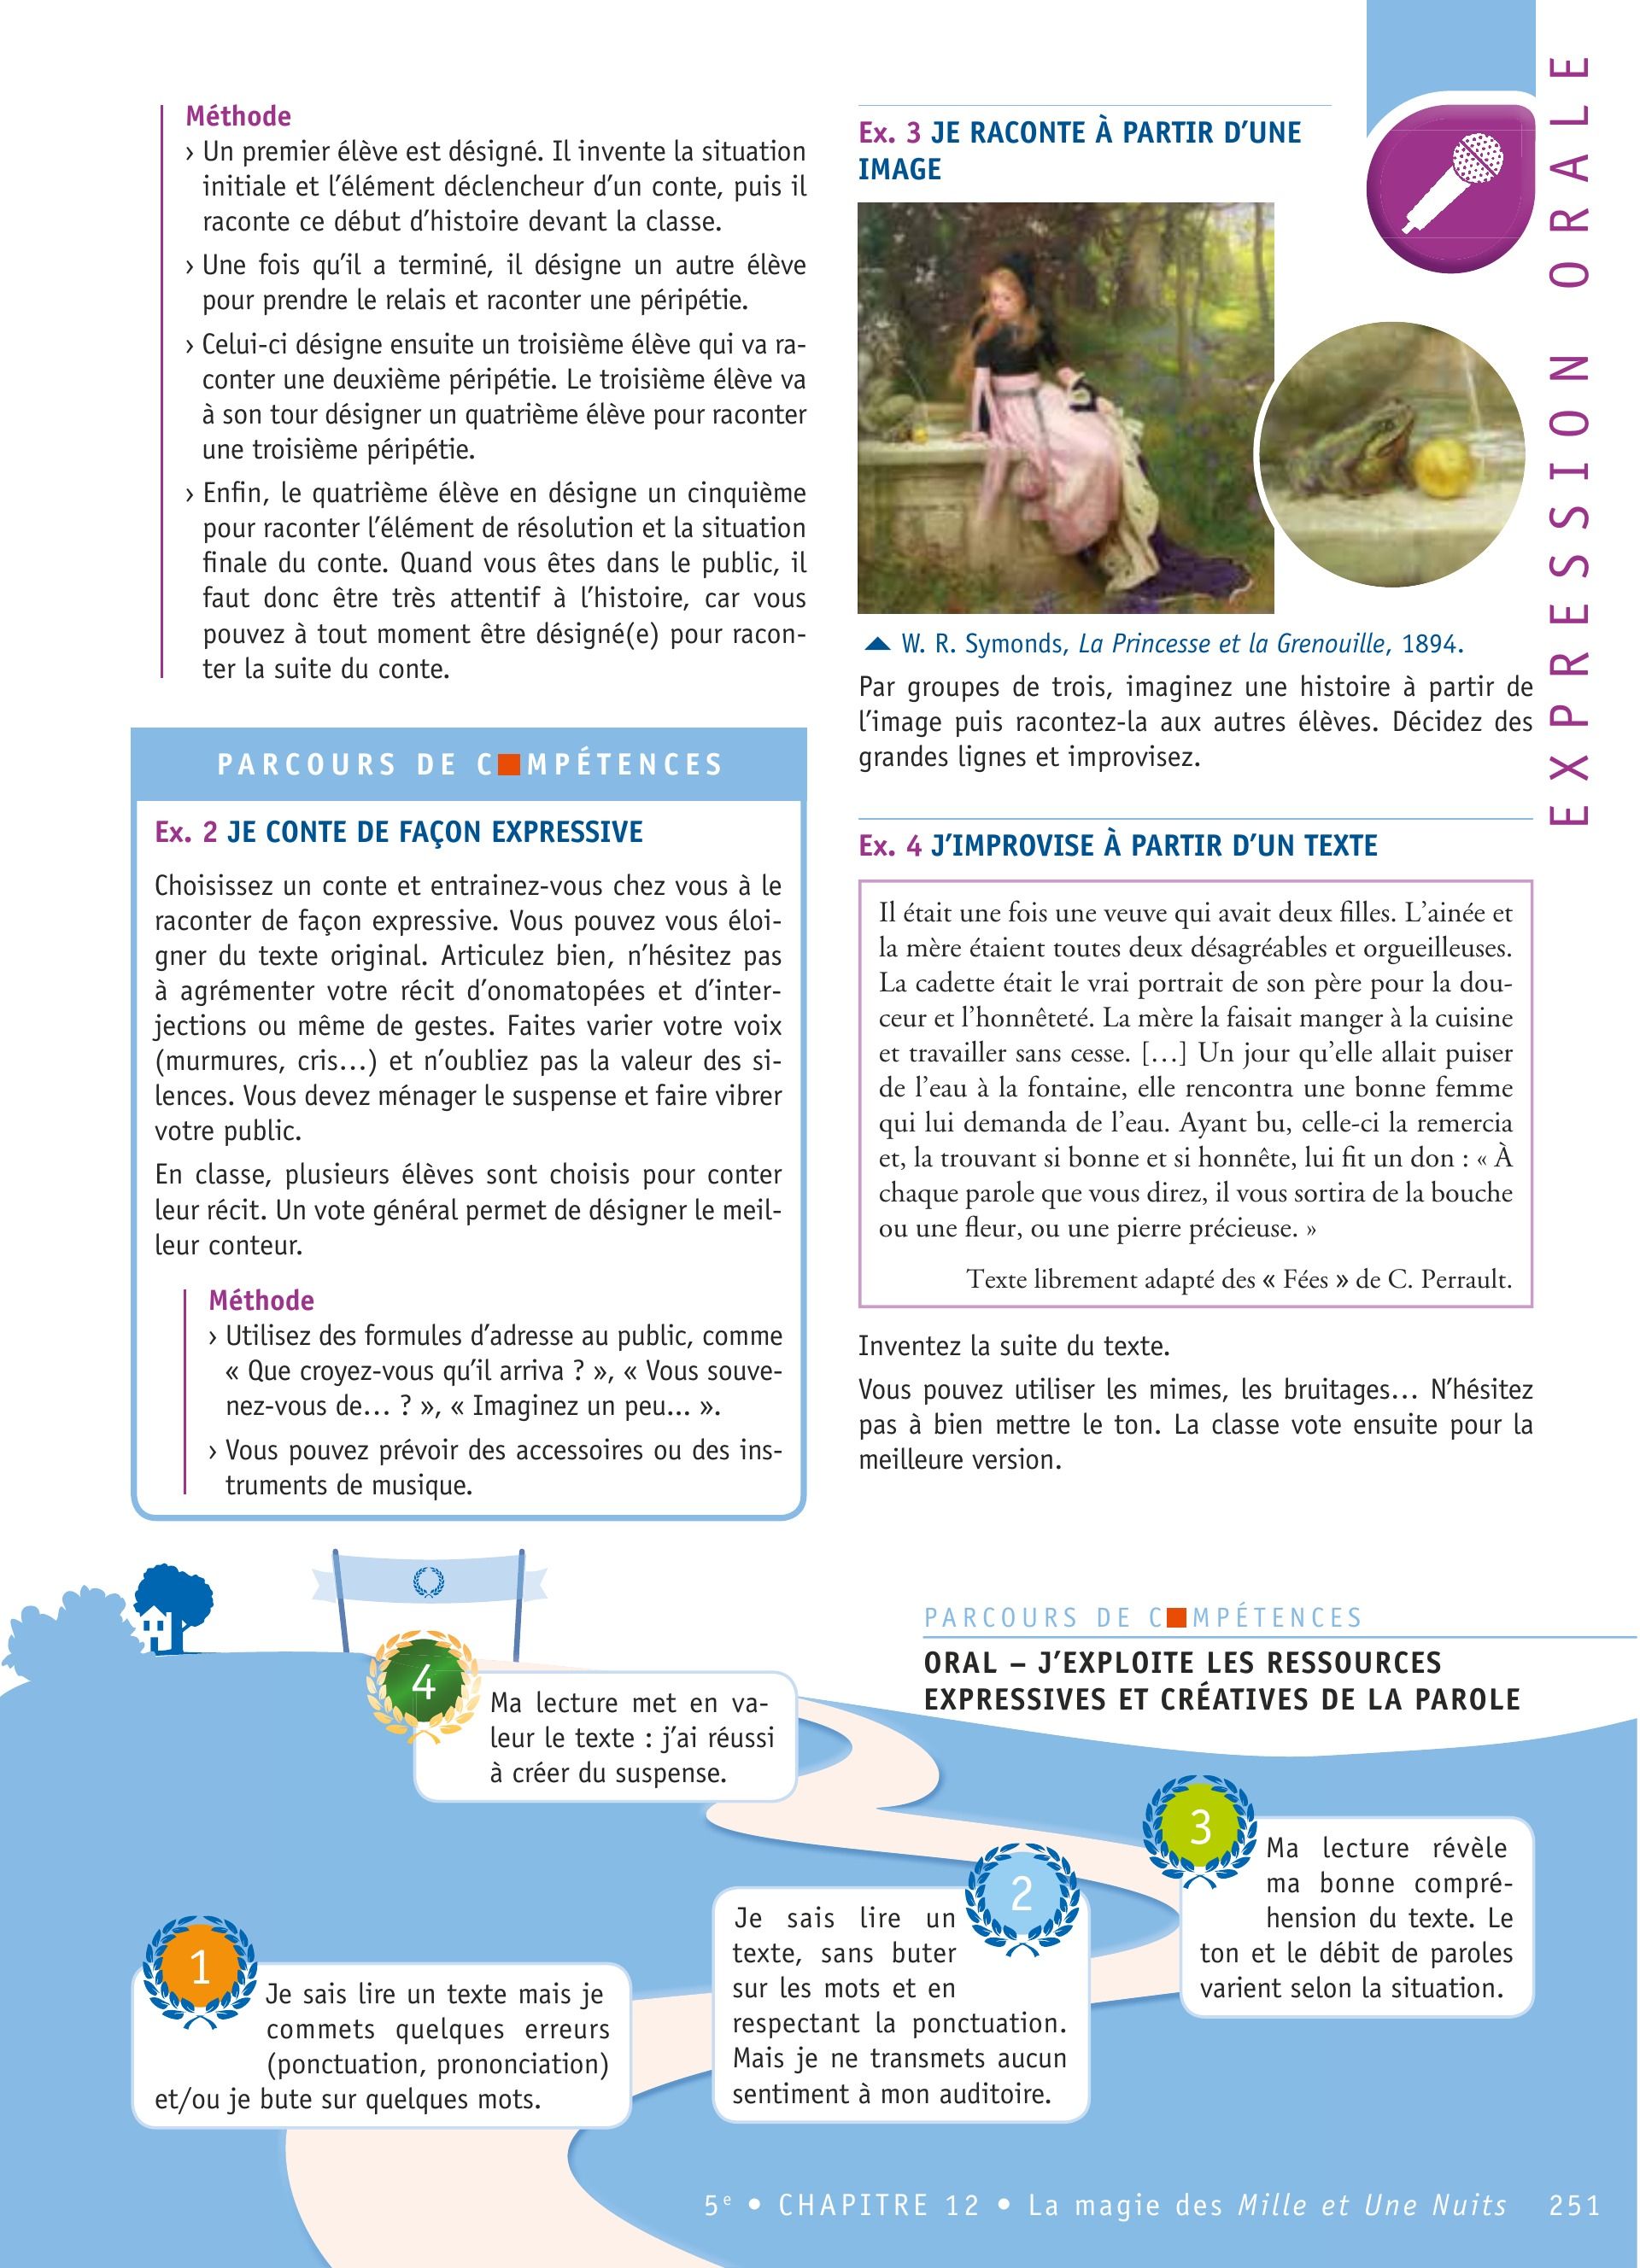 Méthode
› Un premier élève est désigné. Il invente la situation
initiale et l’élément déclencheur d’un conte, puis il
raconte ce début d’histoire devant la classe.
› Une fois qu’il a terminé, il désigne un autre élève
pour prendre le relais et raconter une péripétie.
› Celui-ci désigne ensuite un troisième élève qui va ra-
conter une deuxième péripétie. Le troisième élève va
à son tour désigner un quatrième élève pour raconter
une troisième péripétie.
› Enfin, le quatrième élève en désigne un cinquième
pour raconter l’élément de résolution et la situation
finale du conte. Quand vous êtes dans le public, il
faut donc être très attentif à l’histoire, car vous
pouvez à tout moment être désigné(e) pour racon-
ter la suite du conte.
PARCOURS DE C■MPÉTENCES
Ex. 2 JE CONTE DE FAÇON EXPRESSIVE
Choisissez un conte et entrainez-vous chez vous à le
raconter de façon expressive. Vous pouvez vous éloi-
gner du texte original. Articulez bien, n’hésitez pas
à agrémenter votre récit d’onomatopées et d’inter-
jections ou même de gestes. Faites varier votre voix
(murmures, cris…) et n’oubliez pas la valeur des si-
lences. Vous devez ménager le suspense et faire vibrer
votre public.
En classe, plusieurs élèves sont choisis pour conter
leur récit. Un vote général permet de désigner le meil-
leur conteur.
Méthode
› Utilisez des formules d’adresse au public, comme
« Que croyez-vous qu’il arriva ? », « Vous souve-
nez-vous de… ? », « Imaginez un peu... ».
› Vous pouvez prévoir des accessoires ou des ins-
truments de musique.
Ex. 3 JE RACONTE À PARTIR D’UNE
IMAGE
W. R. Symonds, La Princesse et la Grenouille, 1894.
Par groupes de trois, imaginez une histoire à partir de
l’image puis racontez-la aux autres élèves. Décidez des
grandes lignes et improvisez.
Ex. 4 J’IMPROVISE À PARTIR D’UN TEXTE
Il était une fois une veuve qui avait deux filles. L’ainée et
la mère étaient toutes deux désagréables et orgueilleuses.
La cadette était le vrai portrait de son père pour la dou-
ceur et l’honnêteté. La mère la faisait manger à la cuisine
et travailler sans cesse. […] Un jour qu’elle allait puiser
de l’eau à la fontaine, elle rencontra une bonne femme
qui lui demanda de l’eau. Ayant bu, celle-ci la remercia
et, la trouvant si bonne et si honnête, lui fit un don : « À
chaque parole que vous direz, il vous sortira de la bouche
ou une fleur, ou une pierre précieuse. »
Texte librement adapté des « Fées » de C. Perrault.
Inventez la suite du texte.
Vous pouvez utiliser les mimes, les bruitages… N’hésitez
pas à bien mettre le ton. La classe vote ensuite pour la
meilleure version.
EXPRESSION ORALE
PARCOURS DE C■MPÉTENCES
ORAL – J’EXPLOITE LES RESSOURCES
EXPRESSIVES ET CRÉATIVES DE LA PAROLE
1
Je sais lire un texte mais je
commets quelques erreurs
(ponctuation, prononciation)
et/ou je bute sur quelques mots.
2
Je sais lire un
texte, sans buter
sur les mots et en
respectant la ponctuation.
Mais je ne transmets aucun
sentiment à mon auditoire.
3
Ma lecture révèle
ma bonne compré-
hension du texte. Le
ton et le débit de paroles
varient selon la situation.
4
Ma lecture met en va-
leur le texte : j’ai réussi
à créer du suspense.
5e • CHAPITRE 12 • La magie des Mille et Une Nuits 251